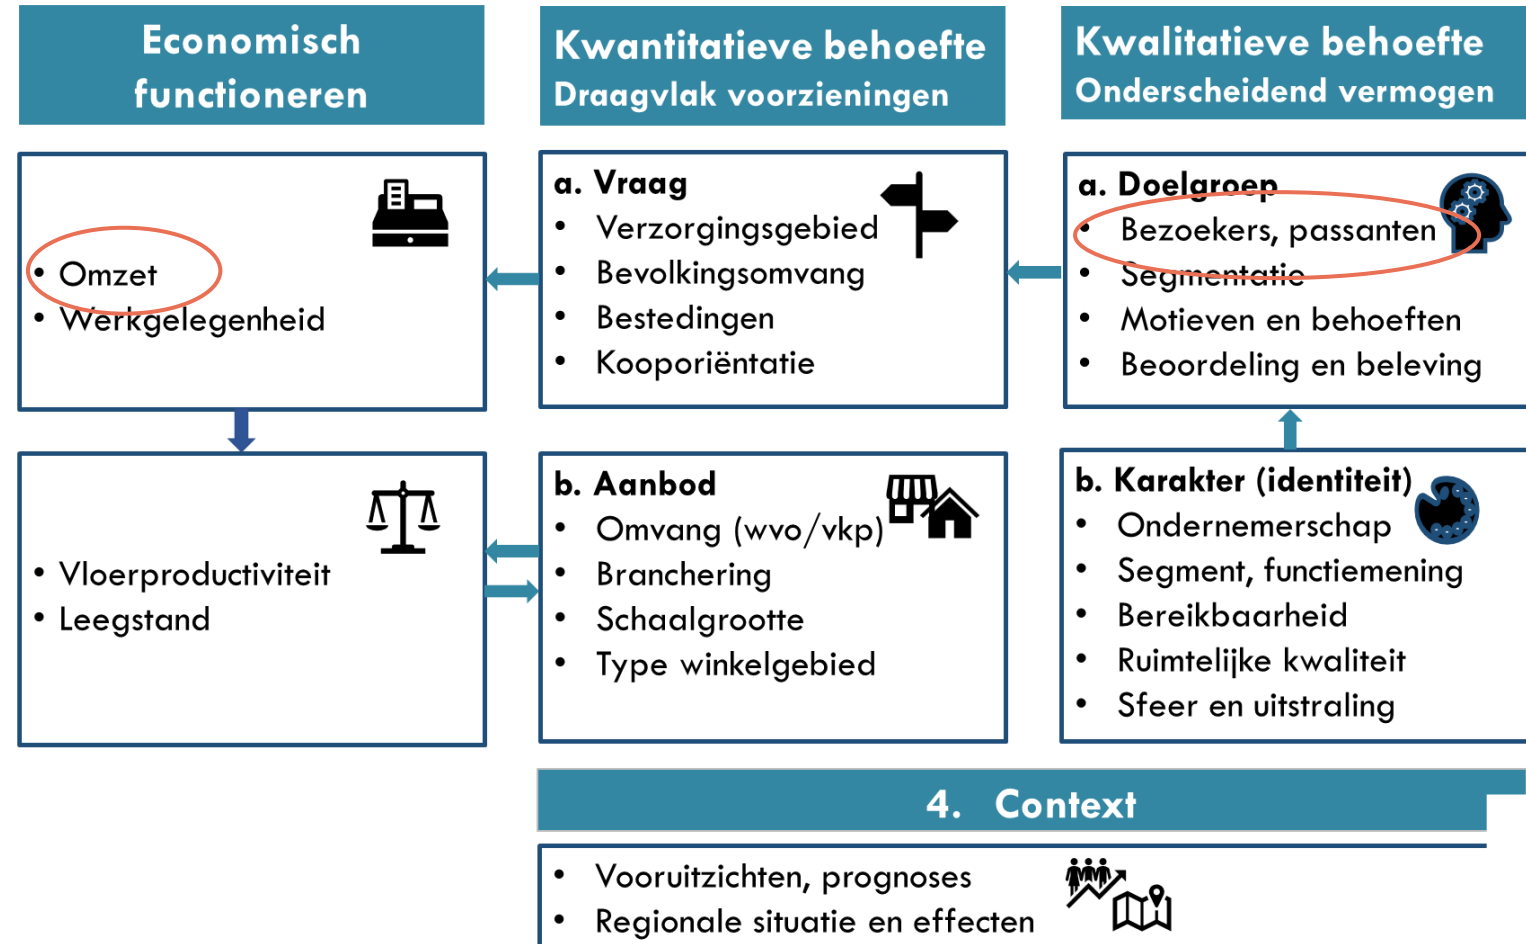 Economisch
functioneren
• Omzet
• Werkgelegenheid
• Vloerproductiviteit
• Leegstand
Kwantitatieve behoefte
Draagvlak voorzieningen
a. Vraag
• Verzorgingsgebied
• Bevolkingsomvang
• Bestedingen
• Kooporiëntatie
b. Aanbod
• Omvang (wvo/vkp)
• Branchering
• Schaalgrootte
• Type winkelgebied
Kwalitatieve behoefte
Onderscheidend vermogen
a. Doelgroep
• Bezoekers, passanten
• Segmentatie
• Motieven en behoeften
• Beoordeling en beleving
b. Karakter (identiteit)
• Ondernemerschap
• Segment, functiemening
• Bereikbaarheid
• Ruimtelijke kwaliteit
• Sfeer en uitstraling
4. Context
• Vooruitzichten, prognoses
• Regionale situatie en effecten